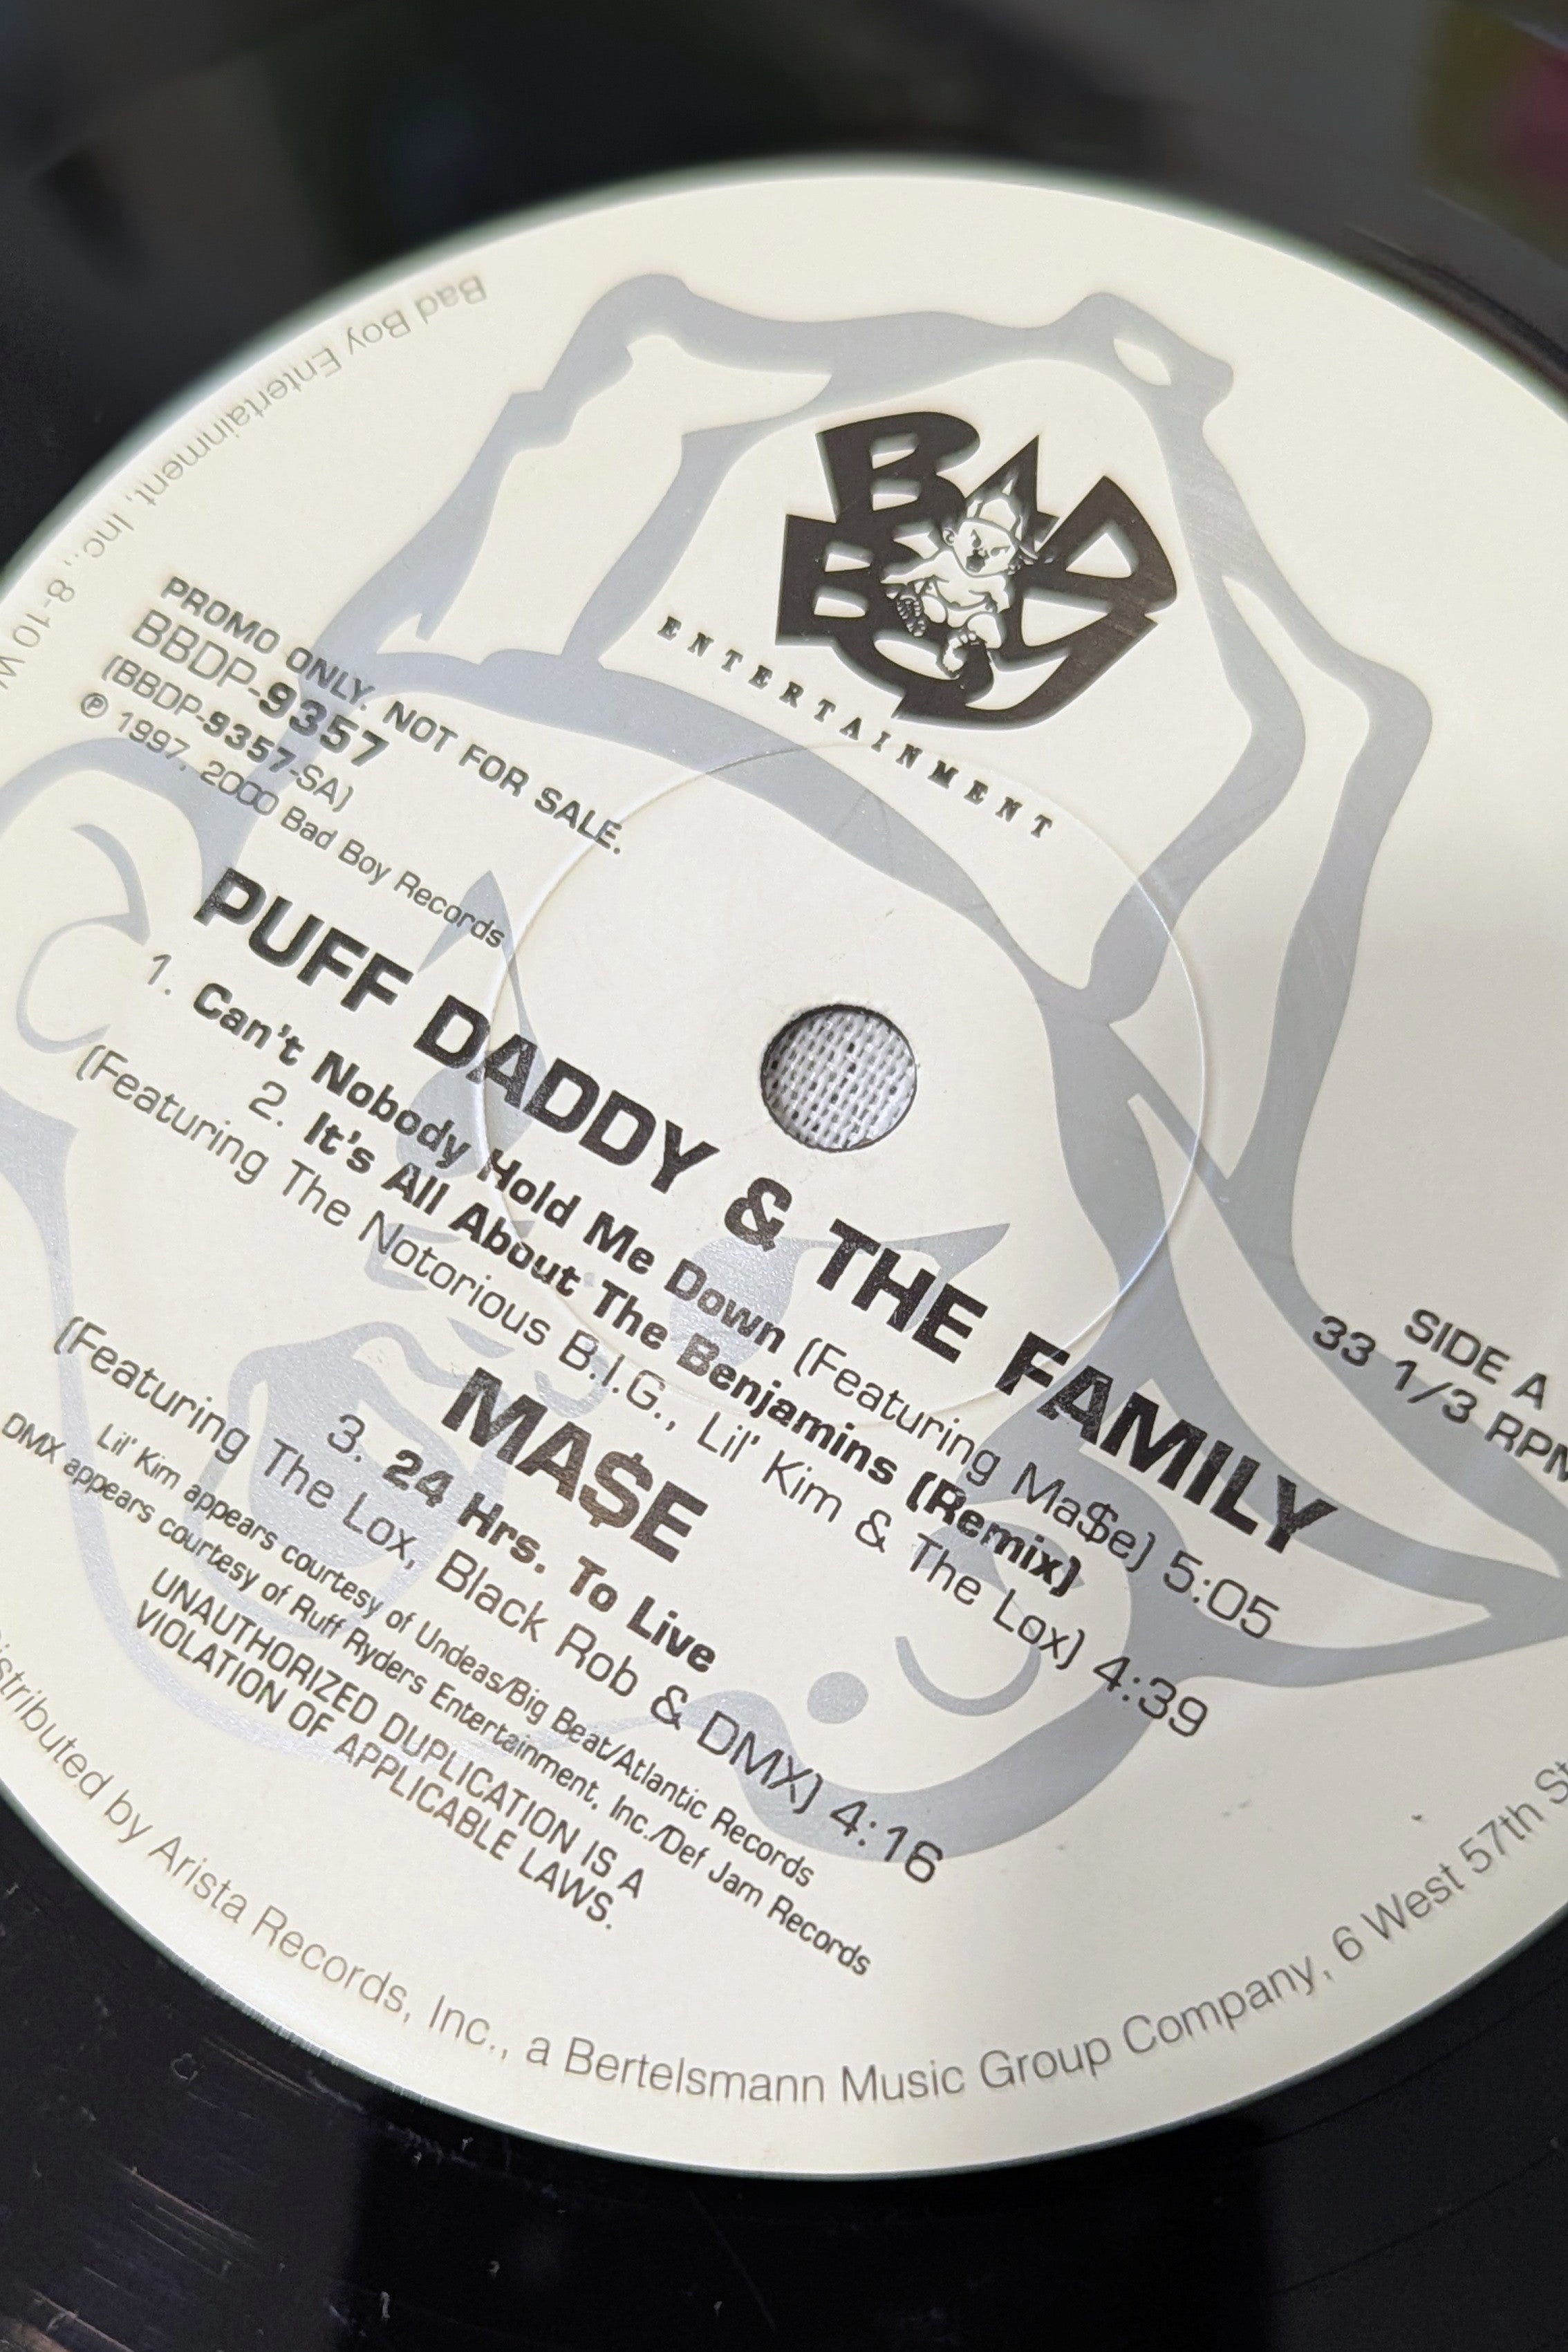 BAD
BOY
ENTERTAINMENT
PROMO ONLY. NOT FOR SALE.
BBDP-9357
(BBDP-9357-SA)
℗ 1997, 2000 Bad Boy Records
SIDE A
33 1/3 RPM
PUFF DADDY & THE FAMILY
1. Can't Nobody Hold Me Down (Featuring Ma$e) 5:05
2. It's All About The Benjamins (Remix)
(Featuring The Notorious B.I.G., Lil' Kim & The Lox) 4:39
MA$E
3. 24 Hrs. To Live
(Featuring The Lox, Black Rob & DMX) 4:16
Lil' Kim appears courtesy of Undeas/Big Beat/Atlantic Records
DMX appears courtesy of Ruff Ryders Entertainment, Inc./Def Jam Records
UNAUTHORIZED DUPLICATION IS A
VIOLATION OF APPLICABLE LAWS.
Bad Boy Entertainment, Inc., 8-10 W
Distributed by Arista Records, Inc., a Bertelsmann Music Group Company, 6 West 57th St